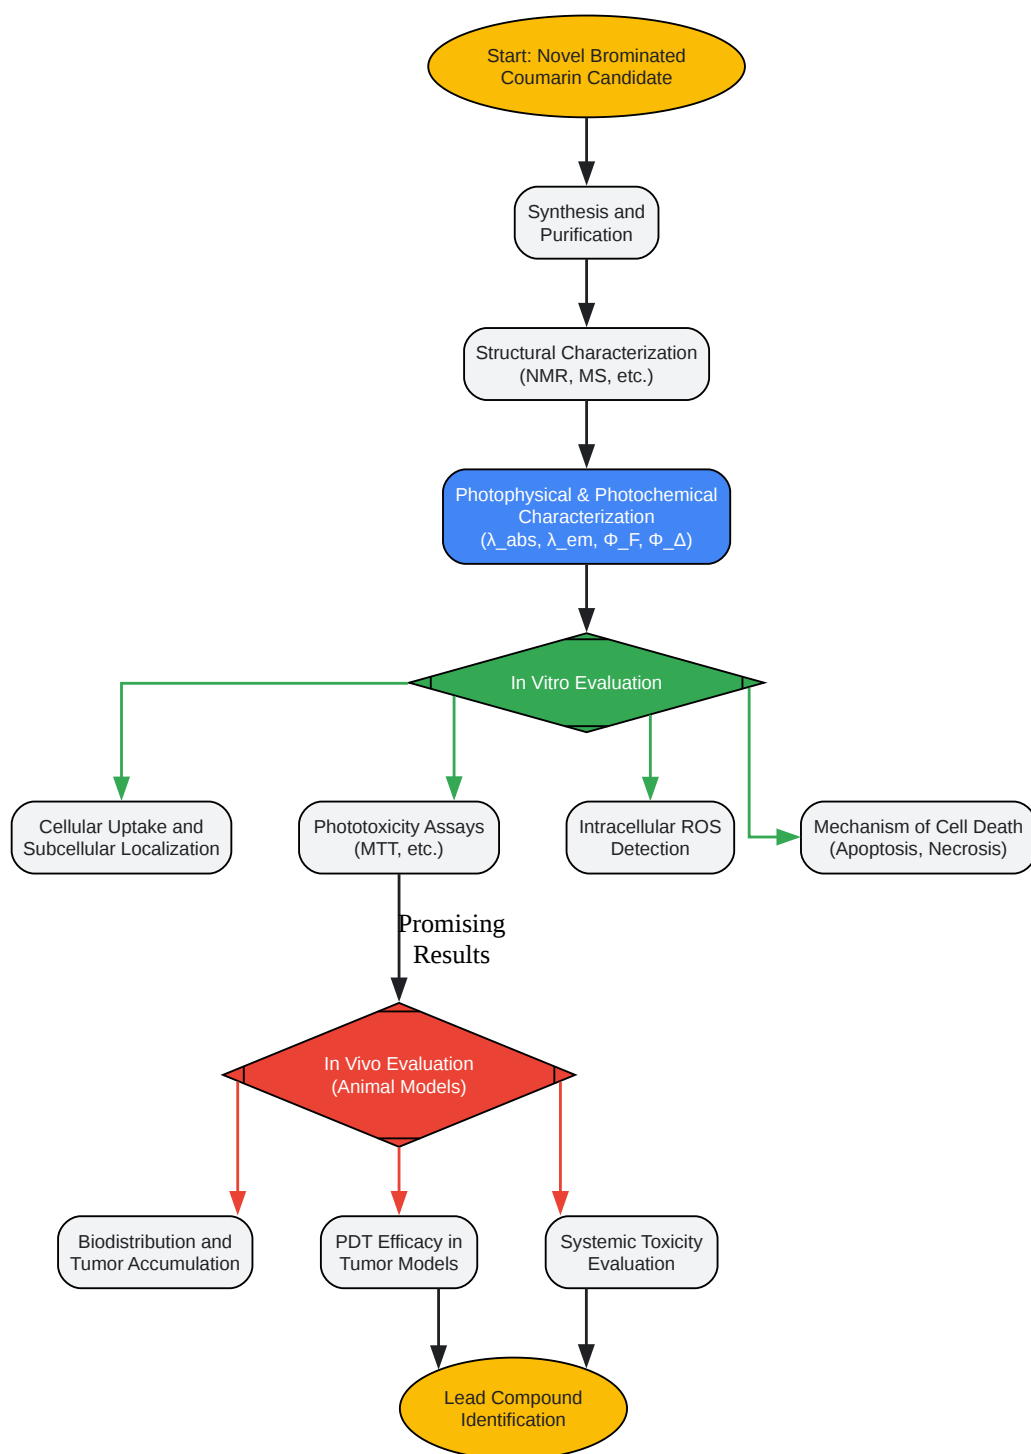 Start: Novel Brominated
Coumarin Candidate
Synthesis and
Purification
Structural Characterization
(NMR, MS, etc.)
Photophysical & Photochemical
Characterization
(λ_abs, λ_em, Φ_F, Φ_Δ)
In Vitro Evaluation
Cellular Uptake and
Subcellular Localization
Phototoxicity Assays
(MTT, etc.)
Intracellular ROS
Detection
Mechanism of Cell Death
(Apoptosis, Necrosis)
Promising
Results
In Vivo Evaluation
(Animal Models)
Biodistribution and
Tumor Accumulation
PDT Efficacy in
Tumor Models
Systemic Toxicity
Evaluation
Lead Compound
Identification